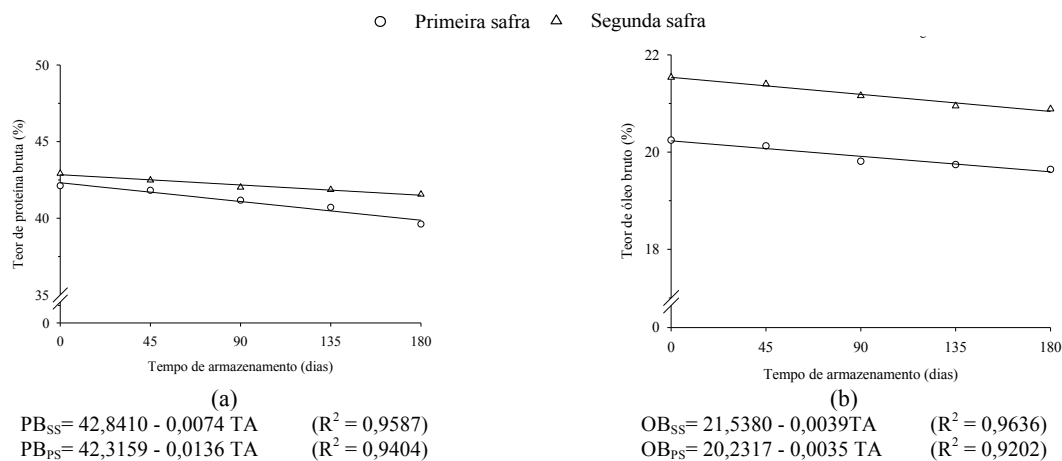 Primeira safra Segunda safra
Teor de proteína bruta (%)
50
45
40
35
0
0 45 90 135 180
Tempo de armazenamento (dias)
(a)
PB_SS= 42,8410 - 0,0074 TA (R² = 0,9587)
PB_PS= 42,3159 - 0,0136 TA (R² = 0,9404)
Teor de óleo bruto (%)
22
20
18
0
0 45 90 135 180
Tempo de armazenamento (dias)
(b)
OB_SS= 21,5380 - 0,0039TA (R² = 0,9636)
OB_PS= 20,2317 - 0,0035 TA (R² = 0,9202)